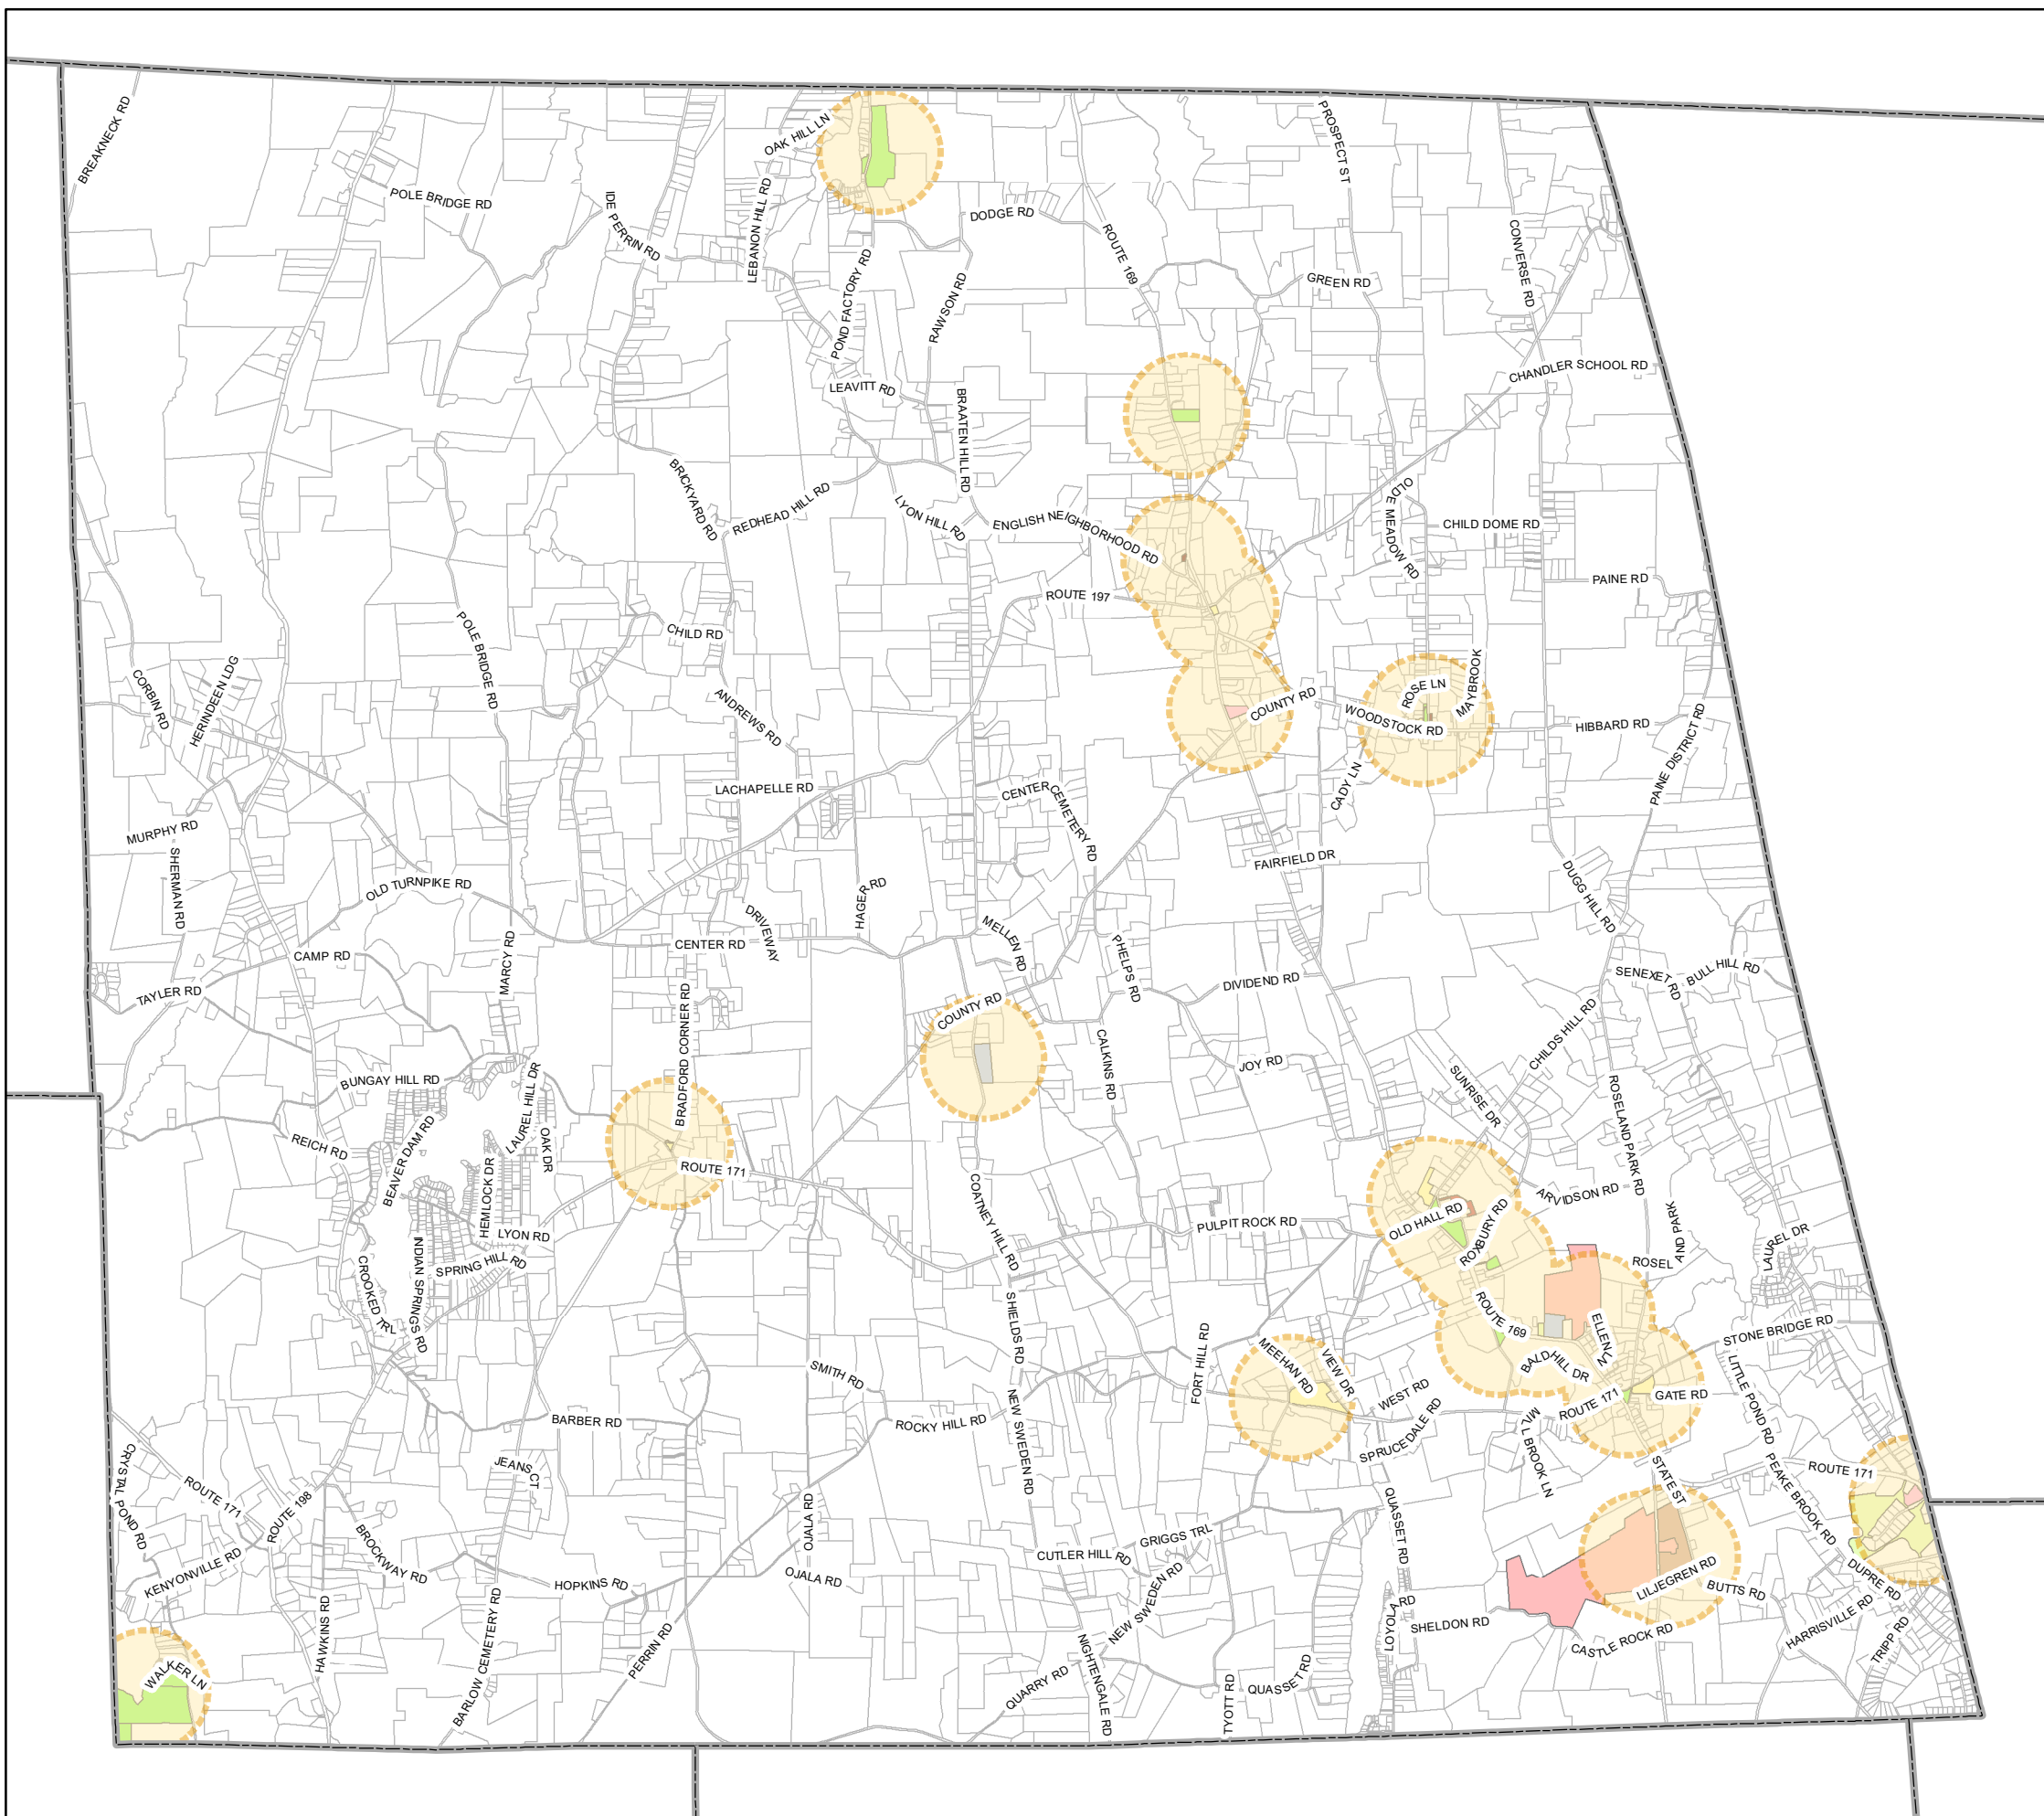 BREAKNECK RD
OAK HILL LN
PROSPECT ST
POLE BRIDGE RD
IDE PERRIN RD
LEBANON HILL RD
DODGE RD
ROUTE 169
CONVERSE RD
POND FACTORY RD
RAWSON RD
GREEN RD
LEAVITT RD
CHANDLER SCHOOL RD
BRAATEN HILL RD
BRICKYARD RD
REDHEAD HILL RD
LYON HILL RD
ENGLISH NEIGHBORHOOD RD
OLDE MEADOW RD
CHILD DOME RD
PAINE RD
ROUTE 197
CHILD RD
POLE BRIDGE RD
CORBIN RD
HERINDEEN LDG
ANDREWS RD
COUNTY RD
ROSE LN
MAYBROOK
WOODSTOCK RD
HIBBARD RD
PAINE DISTRICT RD
LACHAPELLE RD
CENTER
CEMETERY RD
CADY LN
MURPHY RD
SHERMAN RD
FAIRFIELD DR
OLD TURNPIKE RD
HAGER RD
DUGG HILL RD
DRIVEWAY
CENTER RD
MELLEN RD
PHELPS RD
CAMP RD
MARCY RD
TAYLER RD
DIVIDEND RD
SENEXET RD
BULL HILL RD
BRADFORD CORNER RD
COUNTY RD
CALKINS RD
JOY RD
CHILDS HILL RD
SUNRISE DR
BUNGAY HILL RD
LAUREL HILL DR
OAK DR
REICH RD
BEAVER DAM RD
ROSELAND PARK RD
ROUTE 171
HEMLOCK DR
COATNEY HILL RD
ARVIDSON RD
LYON RD
PULPIT ROCK RD
OLD HALL RD
ROXBURY RD
ROSEL
AND PARK
LAUREL DR
INDIAN SPRINGS RD
SPRING HILL RD
CROOKED TRL
SHIELDS RD
ROUTE 169
ELLEN LN
STONE BRIDGE RD
FORT HILL RD
MEEHAN RD
VIEW DR
BALDHILL DR
SMITH RD
LITTLE POND RD
WEST RD
ROUTE 171
GATE RD
BARBER RD
ROCKY HILL RD
NEW SWEDEN RD
SPRUCEDALE RD
MILL BROOK LN
CRYSTAL POND RD
ROUTE 171
ROUTE 198
JEANS CT
STATE ST
PEAKE BROOK RD
ROUTE 171
QUASSET RD
OJALA RD
BROCKWAY RD
KENYONVILLE RD
GRIGGS TRL
CUTLER HILL RD
HOPKINS RD
OJALA RD
LILJEGREN RD
BUTTS RD
DUPRE RD
NEW SWEDEN RD
LOYOLA RD
SHELDON RD
CASTLE ROCK RD
HARRISVILLE RD
TRIPP RD
HAWKINS RD
BARLOW CEMETERY RD
PERRIN RD
WALKER LN
QUARRY RD
NIGHTENGALE RD
TYOTT RD
QUASSET RD